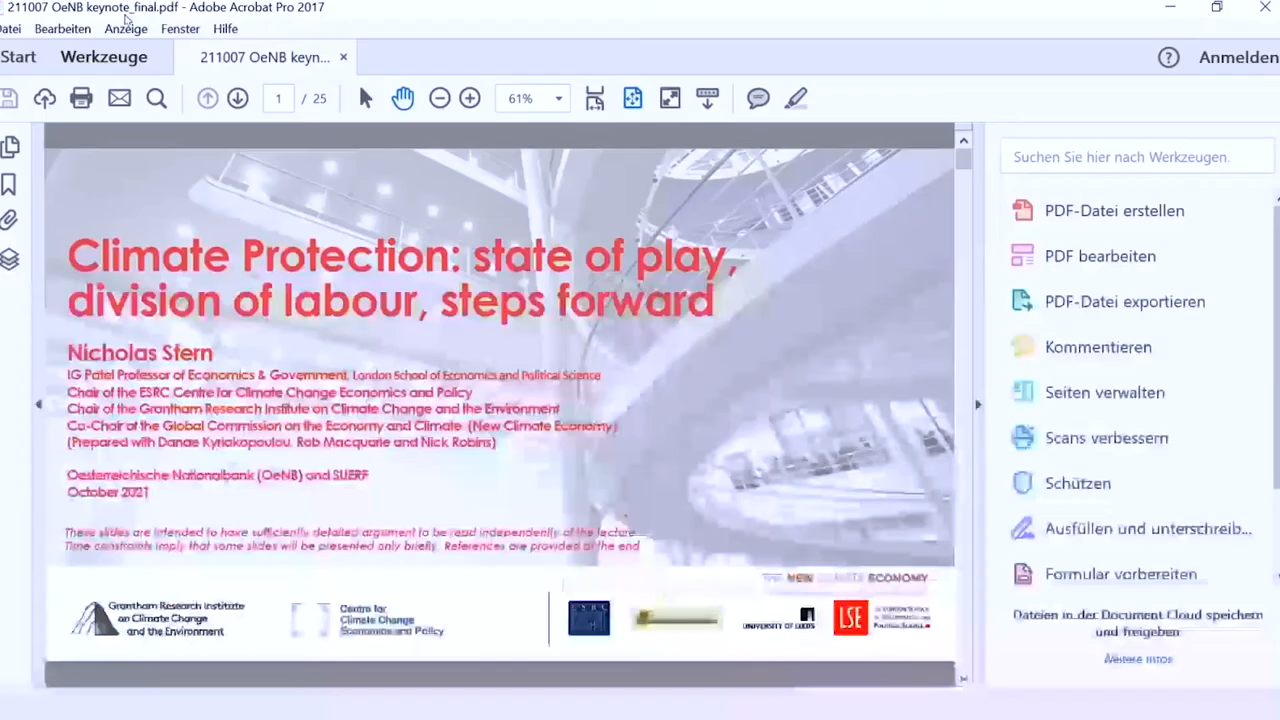 211007 OeNB keynote_final.pdf - Adobe Acrobat Pro 2017
Datei Bearbeiten Anzeige Fenster Hilfe
Start Werkzeuge 211007 OeNB keyn... × ? Anmelden
1 / 25 61%
Suchen Sie hier nach Werkzeugen.
PDF-Datei erstellen
PDF bearbeiten
PDF-Datei exportieren
Kommentieren
Seiten verwalten
Scans verbessern
Schützen
Ausfüllen und unterschreib...
Formular vorbereiten
Dateien in der Document Cloud speichern
und freigeben
Weitere Infos
Climate Protection: state of play,
division of labour, steps forward
Nicholas Stern
IG Patel Professor of Economics & Government, London School of Economics and Political Science
Chair of the ESRC Centre for Climate Change Economics and Policy
Chair of the Grantham Research Institute on Climate Change and the Environment
Co-Chair of the Global Commission on the Economy and Climate (New Climate Economy)
(Prepared with Danae Kyriakopoulou, Rob Macquarie and Nick Robins)
Oesterreichische Nationalbank (OeNB) and SUERF
October 2021
These slides are intended to have sufficiently detailed argument to be read independently of the lecture
Time constraints imply that some slides will be presented only briefly. References are provided at the end
NEW ECONOMY
Grantham Research Institute
on Climate Change
and the Environment
Centre for
Climate Change
Economics and Policy
UNIVERSITY OF LEEDS
LSE